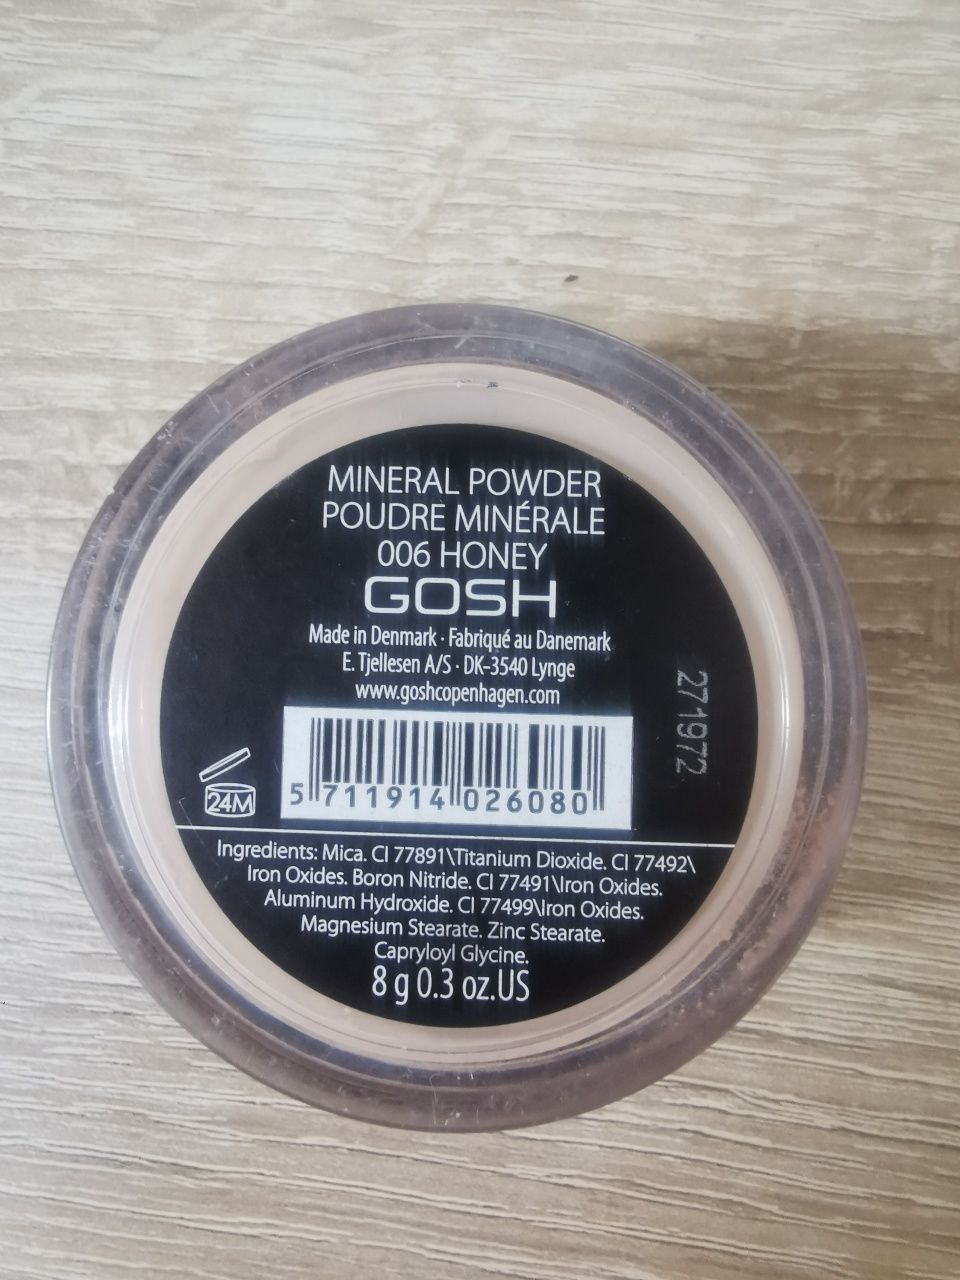 MINERAL POWDER
POUDRE MINÉRALE
006 HONEY
GOSH
Made in Denmark · Fabriqué au Danemark
E. Tjellesen A/S · DK-3540 Lynge
www.goshcopenhagen.com
271972
5 711914 026080
24M
Ingredients: Mica. CI 77891\Titanium Dioxide. CI 77492\
Iron Oxides. Boron Nitride. CI 77491\Iron Oxides.
Aluminum Hydroxide. CI 77499\Iron Oxides.
Magnesium Stearate. Zinc Stearate.
Capryloyl Glycine.
8 g 0.3 oz.US